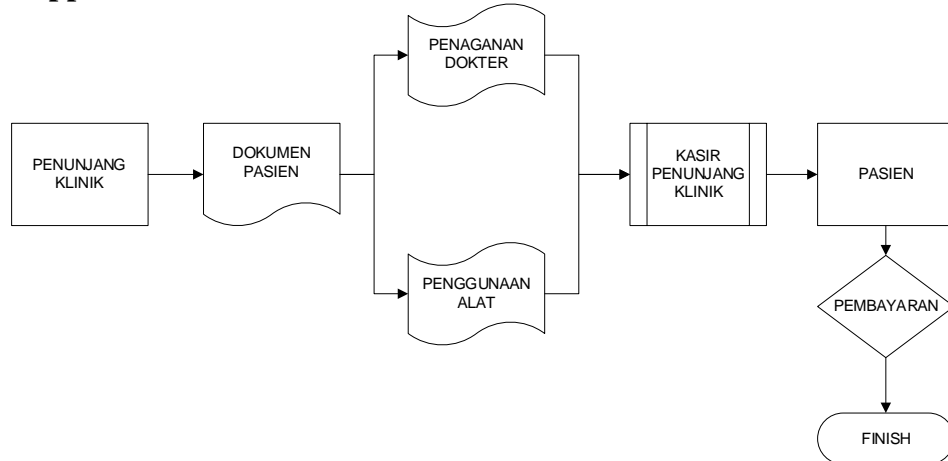 PENAGANAN
DOKTER
PENUNJANG
KLINIK
DOKUMEN
PASIEN
KASIR
PENUNJANG
KLINIK
PASIEN
PENGGUNAAN
ALAT
PEMBAYARAN
FINISH